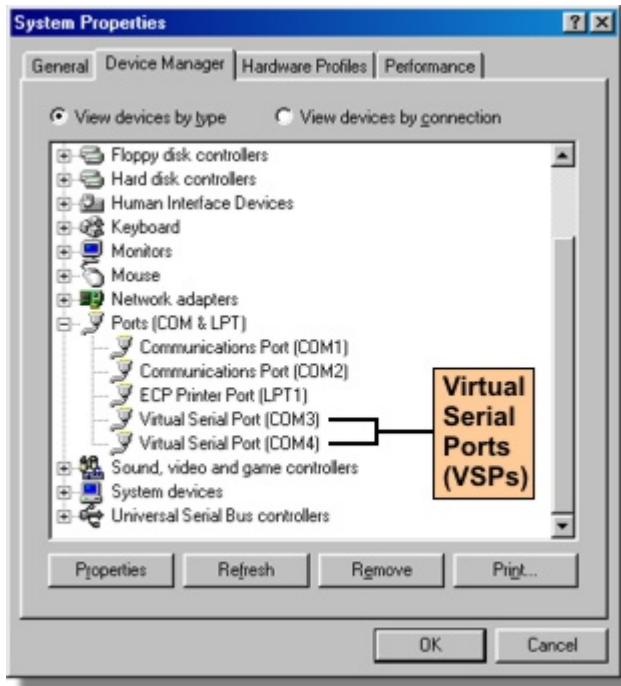 System Properties
General Device Manager Hardware Profiles Performance
View devices by type View devices by connection
Floppy disk controllers
Hard disk controllers
Human Interface Devices
Keyboard
Monitors
Mouse
Network adapters
Ports (COM & LPT)
Communications Port (COM1)
Communications Port (COM2)
ECP Printer Port (LPT1)
Virtual Serial Port (COM3)
Virtual Serial Port (COM4)
Sound, video and game controllers
System devices
Universal Serial Bus controllers
Virtual
Serial
Ports
(VSPs)
Properties Refresh Remove Print...
OK Cancel